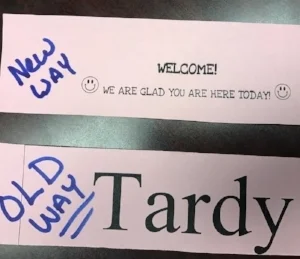 NEW WAY
WELCOME!
WE ARE GLAD YOU ARE HERE TODAY!
OLD WAY
Tardy